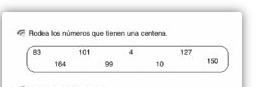 Rodea los números que tienen una centena.
83 101 4 127
164 99 10 150